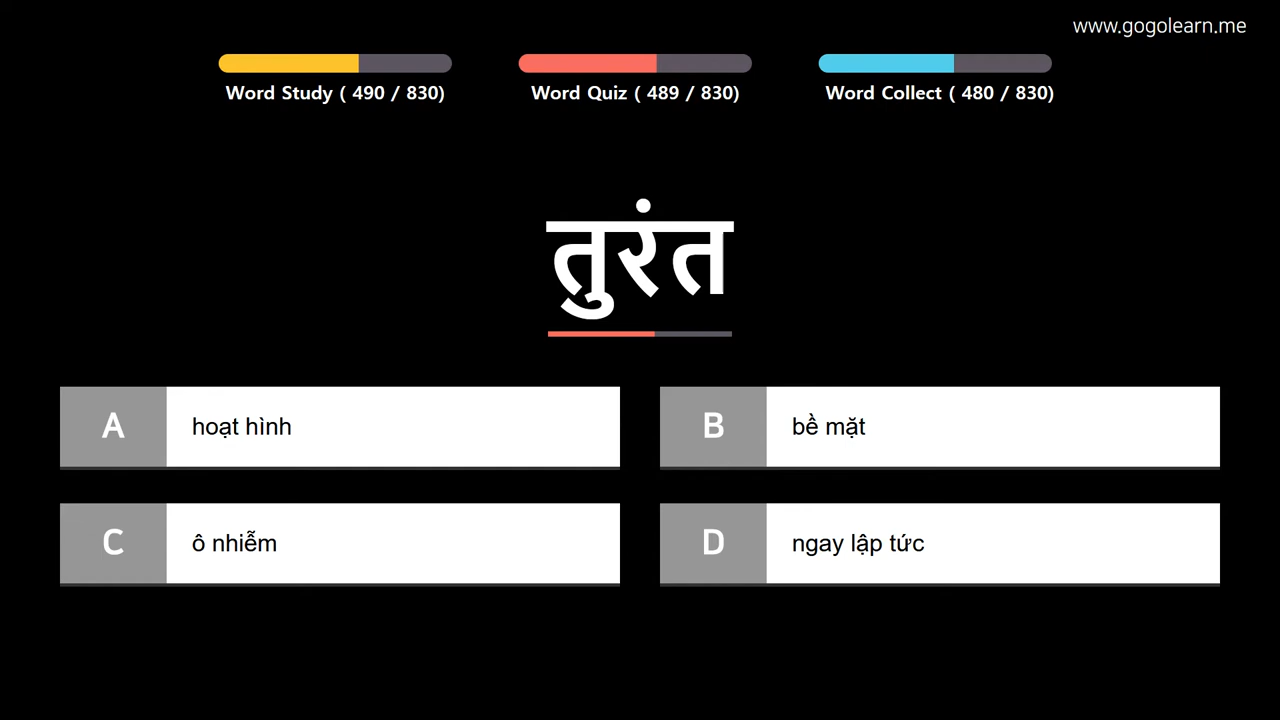 www.gogolearn.me
Word Study ( 490 / 830)
Word Quiz ( 489 / 830)
Word Collect ( 480 / 830)
तुरंत
A
hoạt hình
B
bề mặt
C
ô nhiễm
D
ngay lập tức